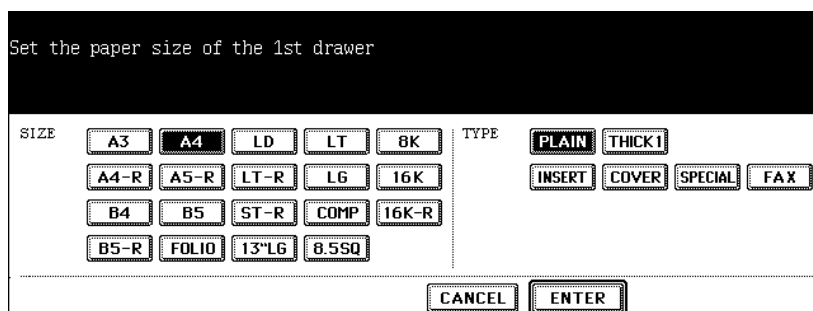 Set the paper size of the 1st drawer
SIZE A3 A4 LD LT 8K TYPE PLAIN THICK1
A4-R A5-R LT-R LG 16K INSERT COVER SPECIAL FAX
B4 B5 ST-R COMP 16K-R
B5-R FOLIO 13"LG 8.5SQ
CANCEL ENTER